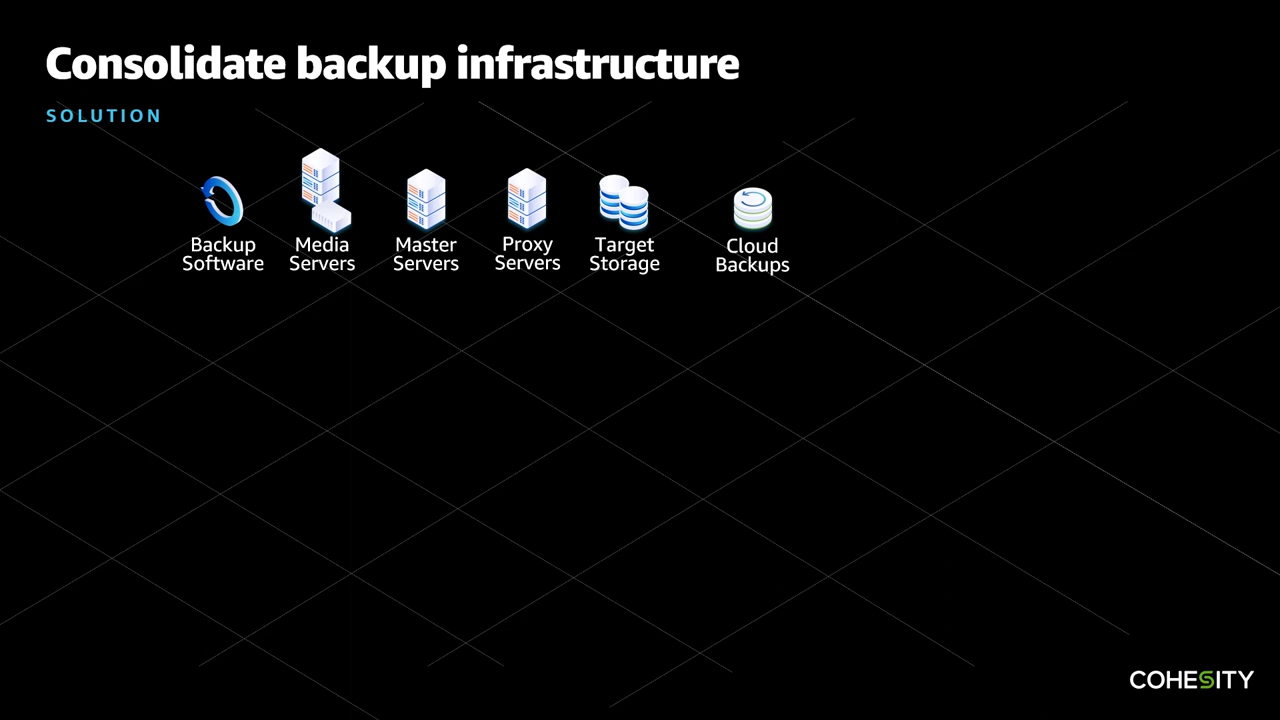 Consolidate backup infrastructure
SOLUTION
Backup
Software
Media
Servers
Master
Servers
Proxy
Servers
Target
Storage
Cloud
Backups
COHESITY